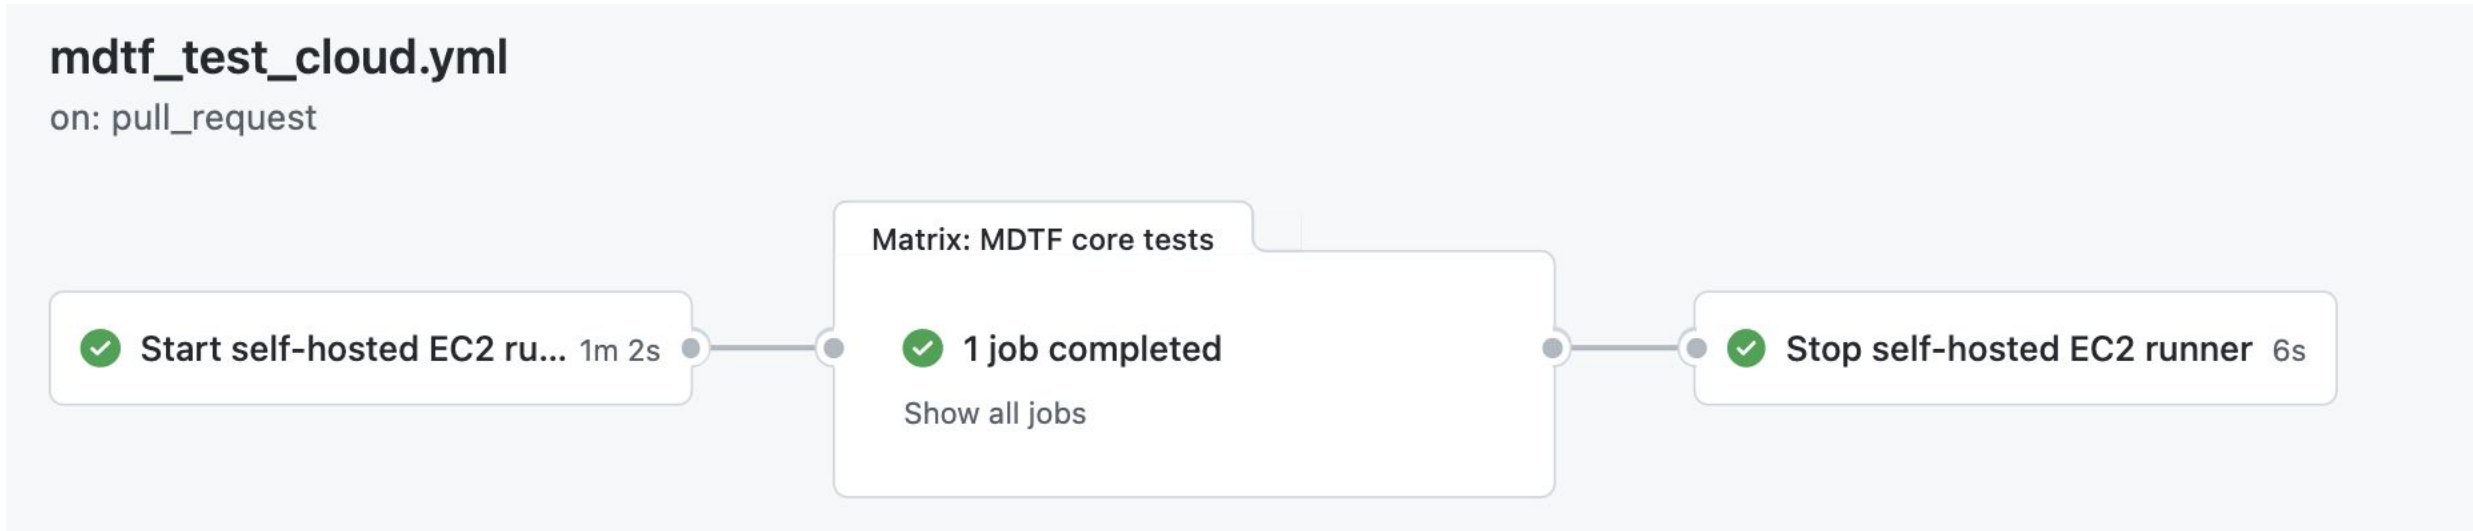 mdtf_test_cloud.yml
on: pull_request
Matrix: MDTF core tests
Start self-hosted EC2 ru... 1m 2s
1 job completed
Show all jobs
Stop self-hosted EC2 runner 6s